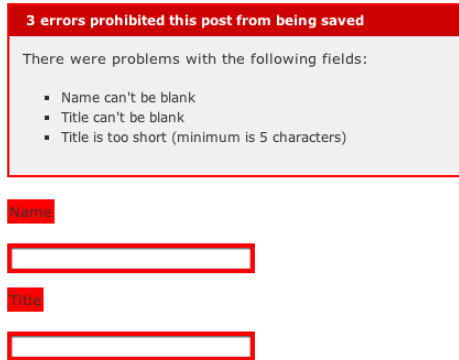 3 errors prohibited this post from being saved
There were problems with the following fields:
Name can't be blank
Title can't be blank
Title is too short (minimum is 5 characters)
Name
Title